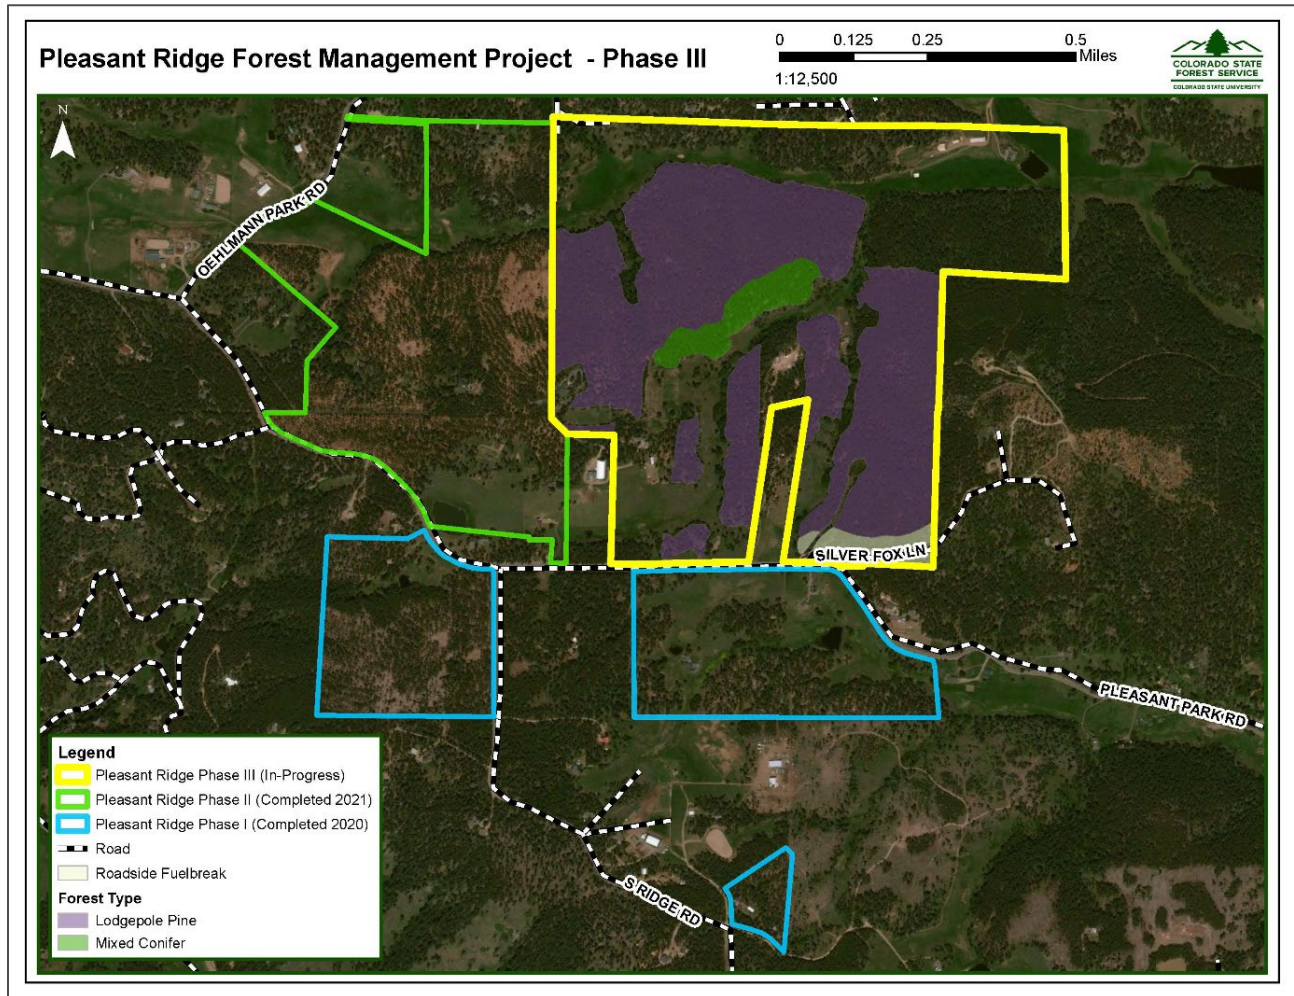 Pleasant Ridge Forest Management Project - Phase III
0 0.125 0.25 0.5
Miles
1:12,500
COLORADO STATE
FOREST SERVICE
COLORADO STATE UNIVERSITY
N
OEHLMANN PARK RD
SILVER FOX LN
PLEASANT PARK RD
S RIDGE RD
Legend
Pleasant Ridge Phase III (In-Progress)
Pleasant Ridge Phase II (Completed 2021)
Pleasant Ridge Phase I (Completed 2020)
Road
Roadside Fuelbreak
Forest Type
Lodgepole Pine
Mixed Conifer